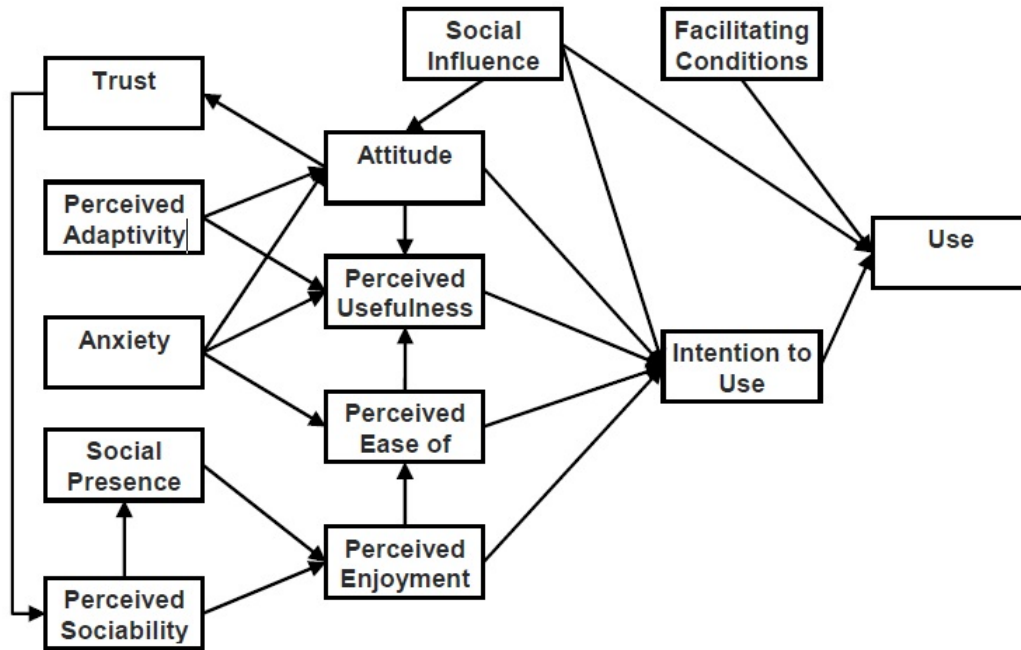 Social
Influence
Facilitating
Conditions
Trust
Attitude
Perceived
Adaptivity
Use
Perceived
Usefulness
Anxiety
Intention to
Use
Perceived
Ease of
Social
Presence
Perceived
Enjoyment
Perceived
Sociability